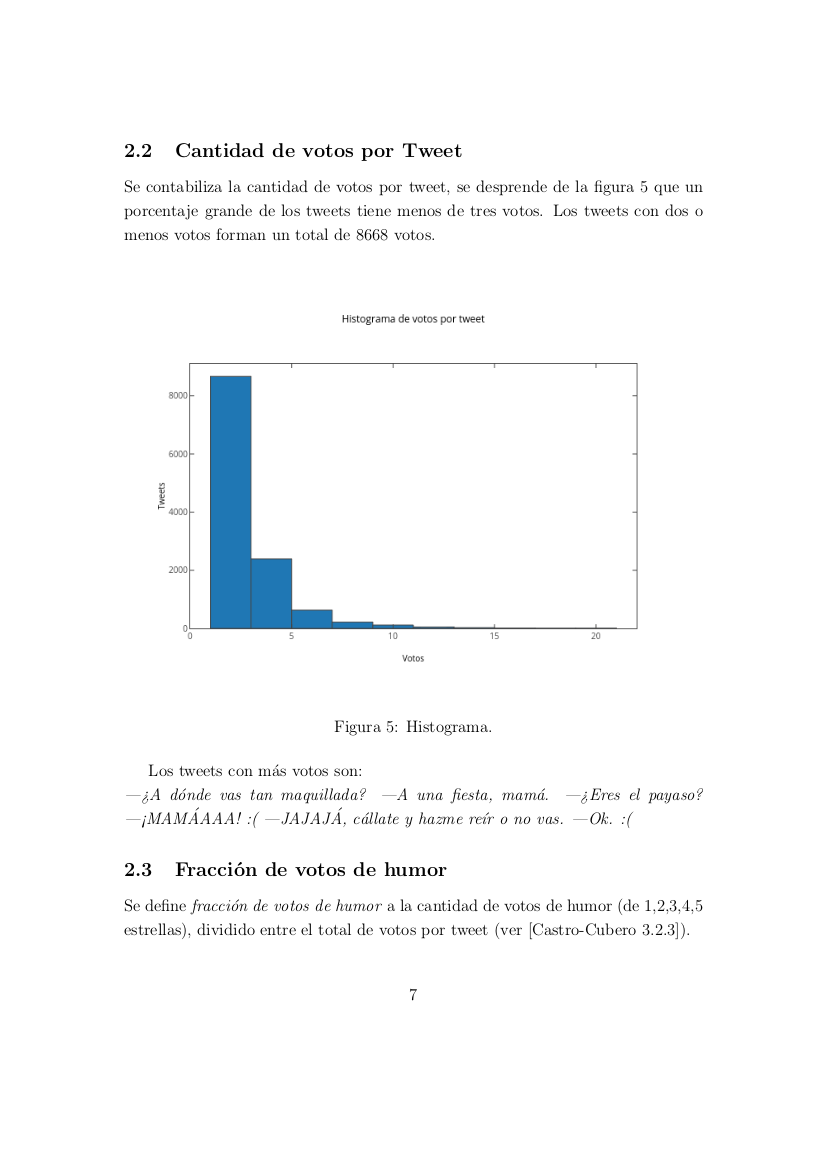 2.2 Cantidad de votos por Tweet
Se contabiliza la cantidad de votos por tweet, se desprende de la figura 5 que un
porcentaje grande de los tweets tiene menos de tres votos. Los tweets con dos o
menos votos forman un total de 8668 votos.
Histograma de votos por tweet
8000
6000
4000
2000
0
Tweets
0 5 10 15 20
Votos
Figura 5: Histograma.
Los tweets con más votos son:
—¿A dónde vas tan maquillada? —A una fiesta, mamá. —¿Eres el payaso?
—¡MAMÁAAA! :( —JAJAJÁ, cállate y hazme reír o no vas. —Ok. :(
2.3 Fracción de votos de humor
Se define fracción de votos de humor a la cantidad de votos de humor (de 1,2,3,4,5
estrellas), dividido entre el total de votos por tweet (ver [Castro-Cubero 3.2.3]).
7